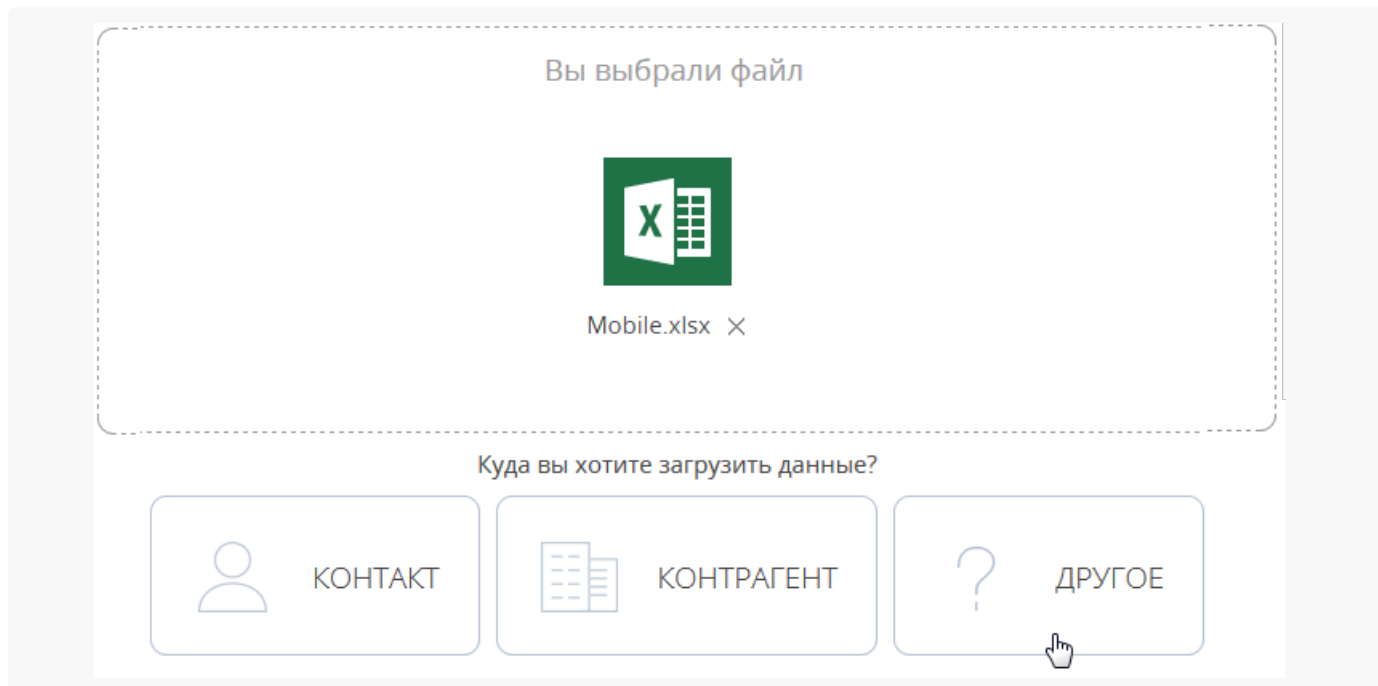 Вы выбрали файл
X
Mobile.xlsx
Куда вы хотите загрузить данные?
КОНТАКТ
КОНТРАГЕНТ
? ДРУГОЕ